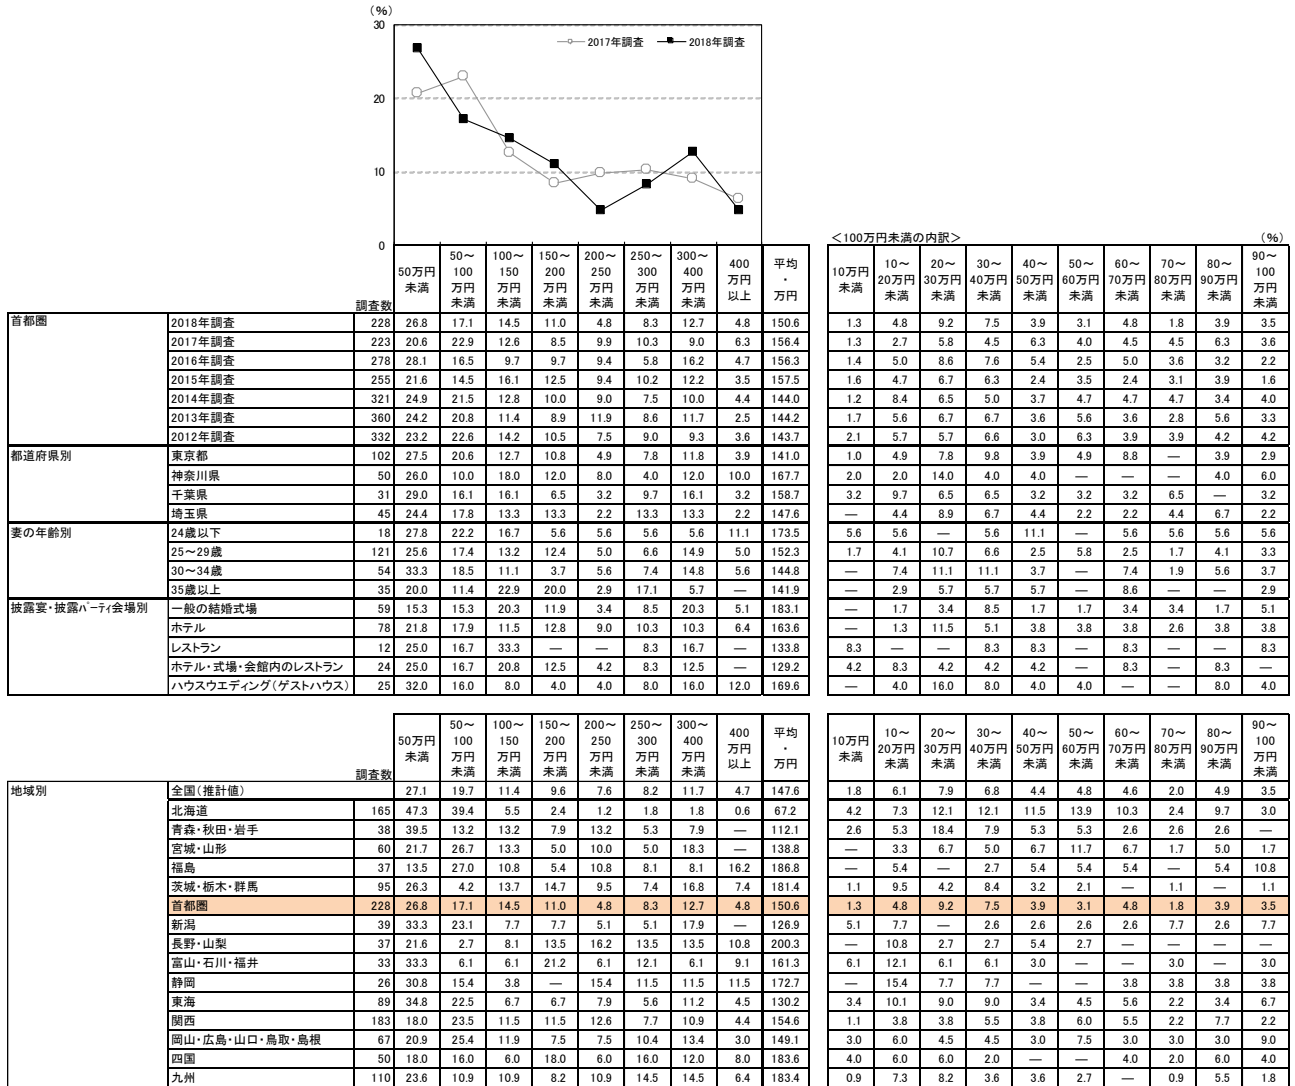 (%)
30
2017年調査 2018年調査
20
10
0
＜100万円未満の内訳＞ (%)
調査数 50万円未満 50～100万円未満 100～150万円未満 150～200万円未満 200～250万円未満 250～300万円未満 300～400万円未満 400万円以上 平均・万円 10万円未満 10～20万円未満 20～30万円未満 30～40万円未満 40～50万円未満 50～60万円未満 60～70万円未満 70～80万円未満 80～90万円未満 90～100万円未満
首都圏 2018年調査 228 26.8 17.1 14.5 11.0 4.8 8.3 12.7 4.8 150.6 1.3 4.8 9.2 7.5 3.9 3.1 4.8 1.8 3.9 3.5
2017年調査 223 20.6 22.9 12.6 8.5 9.9 10.3 9.0 6.3 156.4 1.3 2.7 5.8 4.5 6.3 4.0 4.5 4.5 6.3 3.6
2016年調査 278 28.1 16.5 9.7 9.7 9.4 5.8 16.2 4.7 156.3 1.4 5.0 8.6 7.6 5.4 2.5 5.0 3.6 3.2 2.2
2015年調査 255 21.6 14.5 16.1 12.5 9.4 10.2 12.2 3.5 157.5 1.6 4.7 6.7 6.3 2.4 3.5 2.4 3.1 3.9 1.6
2014年調査 321 24.9 21.5 12.8 10.0 9.0 7.5 10.0 4.4 144.0 1.2 8.4 6.5 5.0 3.7 4.7 4.7 4.7 3.4 4.0
2013年調査 360 24.2 20.8 11.4 8.9 11.9 8.6 11.7 2.5 144.2 1.7 5.6 6.7 6.7 3.6 5.6 3.6 2.8 5.6 3.3
2012年調査 332 23.2 22.6 14.2 10.5 7.5 9.0 9.3 3.6 143.7 2.1 5.7 5.7 6.6 3.0 6.3 3.9 3.9 4.2 4.2
都道府県別 東京都 102 27.5 20.6 12.7 10.8 4.9 7.8 11.8 3.9 141.0 1.0 4.9 7.8 9.8 3.9 4.9 8.8 — 3.9 2.9
神奈川県 50 26.0 10.0 18.0 12.0 8.0 4.0 12.0 10.0 167.7 2.0 2.0 14.0 4.0 4.0 — — — 4.0 6.0
千葉県 31 29.0 16.1 16.1 6.5 3.2 9.7 16.1 3.2 158.7 3.2 9.7 6.5 6.5 3.2 3.2 3.2 6.5 — 3.2
埼玉県 45 24.4 17.8 13.3 13.3 2.2 13.3 13.3 2.2 147.6 — 4.4 8.9 6.7 4.4 2.2 2.2 4.4 6.7 2.2
妻の年齢別 24歳以下 18 27.8 22.2 16.7 5.6 5.6 5.6 5.6 11.1 173.5 5.6 5.6 — 5.6 11.1 — 5.6 5.6 5.6 5.6
25～29歳 121 25.6 17.4 13.2 12.4 5.0 6.6 14.9 5.0 152.3 1.7 4.1 10.7 6.6 2.5 5.8 2.5 1.7 4.1 3.3
30～34歳 54 33.3 18.5 11.1 3.7 5.6 7.4 14.8 5.6 144.8 — 7.4 11.1 11.1 3.7 — 7.4 1.9 5.6 3.7
35歳以上 35 20.0 11.4 22.9 20.0 2.9 17.1 5.7 — 141.9 — 2.9 5.7 5.7 5.7 — 8.6 — — 2.9
披露宴・披露パーティ会場別 一般の結婚式場 59 15.3 15.3 20.3 11.9 3.4 8.5 20.3 5.1 183.1 — 1.7 3.4 8.5 1.7 1.7 3.4 3.4 1.7 5.1
ホテル 78 21.8 17.9 11.5 12.8 9.0 10.3 10.3 6.4 163.6 — 1.3 11.5 5.1 3.8 3.8 3.8 2.6 3.8 3.8
レストラン 12 25.0 16.7 33.3 — — 8.3 16.7 — 133.8 8.3 — — 8.3 8.3 — 8.3 — — 8.3
ホテル・式場・会館内のレストラン 24 25.0 16.7 20.8 12.5 4.2 8.3 12.5 — 129.2 4.2 8.3 4.2 4.2 4.2 — 8.3 — 8.3 —
ハウスウエディング(ゲストハウス) 25 32.0 16.0 8.0 4.0 4.0 8.0 16.0 12.0 169.6 — 4.0 16.0 8.0 4.0 4.0 — — 8.0 4.0
調査数 50万円未満 50～100万円未満 100～150万円未満 150～200万円未満 200～250万円未満 250～300万円未満 300～400万円未満 400万円以上 平均・万円 10万円未満 10～20万円未満 20～30万円未満 30～40万円未満 40～50万円未満 50～60万円未満 60～70万円未満 70～80万円未満 80～90万円未満 90～100万円未満
地域別 全国(推計値) 27.1 19.7 11.4 9.6 7.6 8.2 11.7 4.7 147.6 1.8 6.1 7.9 6.8 4.4 4.8 4.6 2.0 4.9 3.5
北海道 165 47.3 39.4 5.5 2.4 1.2 1.8 1.8 0.6 67.2 4.2 7.3 12.1 12.1 11.5 13.9 10.3 2.4 9.7 3.0
青森・秋田・岩手 38 39.5 13.2 13.2 7.9 13.2 5.3 7.9 — 112.1 2.6 5.3 18.4 7.9 5.3 5.3 2.6 2.6 2.6 —
宮城・山形 60 21.7 26.7 13.3 5.0 10.0 5.0 18.3 — 138.8 — 3.3 6.7 5.0 6.7 11.7 6.7 1.7 5.0 1.7
福島 37 13.5 27.0 10.8 5.4 10.8 8.1 8.1 16.2 186.8 — 5.4 — 2.7 5.4 5.4 5.4 — 5.4 10.8
茨城・栃木・群馬 95 26.3 4.2 13.7 14.7 9.5 7.4 16.8 7.4 181.4 1.1 9.5 4.2 8.4 3.2 2.1 — 1.1 — 1.1
首都圏 228 26.8 17.1 14.5 11.0 4.8 8.3 12.7 4.8 150.6 1.3 4.8 9.2 7.5 3.9 3.1 4.8 1.8 3.9 3.5
新潟 39 33.3 23.1 7.7 7.7 5.1 5.1 17.9 — 126.9 5.1 7.7 — 2.6 2.6 2.6 2.6 7.7 2.6 7.7
長野・山梨 37 21.6 2.7 8.1 13.5 16.2 13.5 13.5 10.8 200.3 — 10.8 2.7 2.7 5.4 2.7 — — — —
富山・石川・福井 33 33.3 6.1 6.1 21.2 6.1 12.1 6.1 9.1 161.3 6.1 12.1 6.1 6.1 3.0 — — 3.0 — 3.0
静岡 26 30.8 15.4 3.8 — 15.4 11.5 11.5 11.5 172.7 — 15.4 7.7 7.7 — — 3.8 3.8 3.8 3.8
東海 89 34.8 22.5 6.7 6.7 7.9 5.6 11.2 4.5 130.2 3.4 10.1 9.0 9.0 3.4 4.5 5.6 2.2 3.4 6.7
関西 183 18.0 23.5 11.5 11.5 12.6 7.7 10.9 4.4 154.6 1.1 3.8 3.8 5.5 3.8 6.0 5.5 2.2 7.7 2.2
岡山・広島・山口・鳥取・島根 67 20.9 25.4 11.9 7.5 7.5 10.4 13.4 3.0 149.1 3.0 6.0 4.5 4.5 3.0 7.5 3.0 3.0 3.0 9.0
四国 50 18.0 16.0 6.0 18.0 6.0 16.0 12.0 8.0 183.6 4.0 6.0 6.0 2.0 — — 4.0 2.0 6.0 4.0
九州 110 23.6 10.9 10.9 8.2 10.9 14.5 14.5 6.4 183.4 0.9 7.3 8.2 3.6 3.6 2.7 — 0.9 5.5 1.8